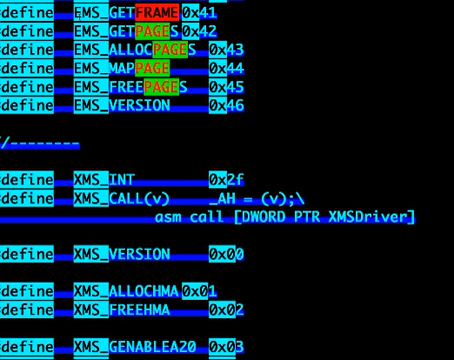 #define EMS_GETFRAME 0x41
#define EMS_GETPAGES 0x42
#define EMS_ALLOCPAGES 0x43
#define EMS_MAPPAGE 0x44
#define EMS_FREEPAGES 0x45
#define EMS_VERSION 0x46
//--------
#define XMS_INT 0x2f
#define XMS_CALL(v) _AH = (v);\
asm call [DWORD PTR XMSDriver]
#define XMS_VERSION 0x00
#define XMS_ALLOCHMA 0x01
#define XMS_FREEHMA 0x02
#define XMS_GENABLEA20 0x03